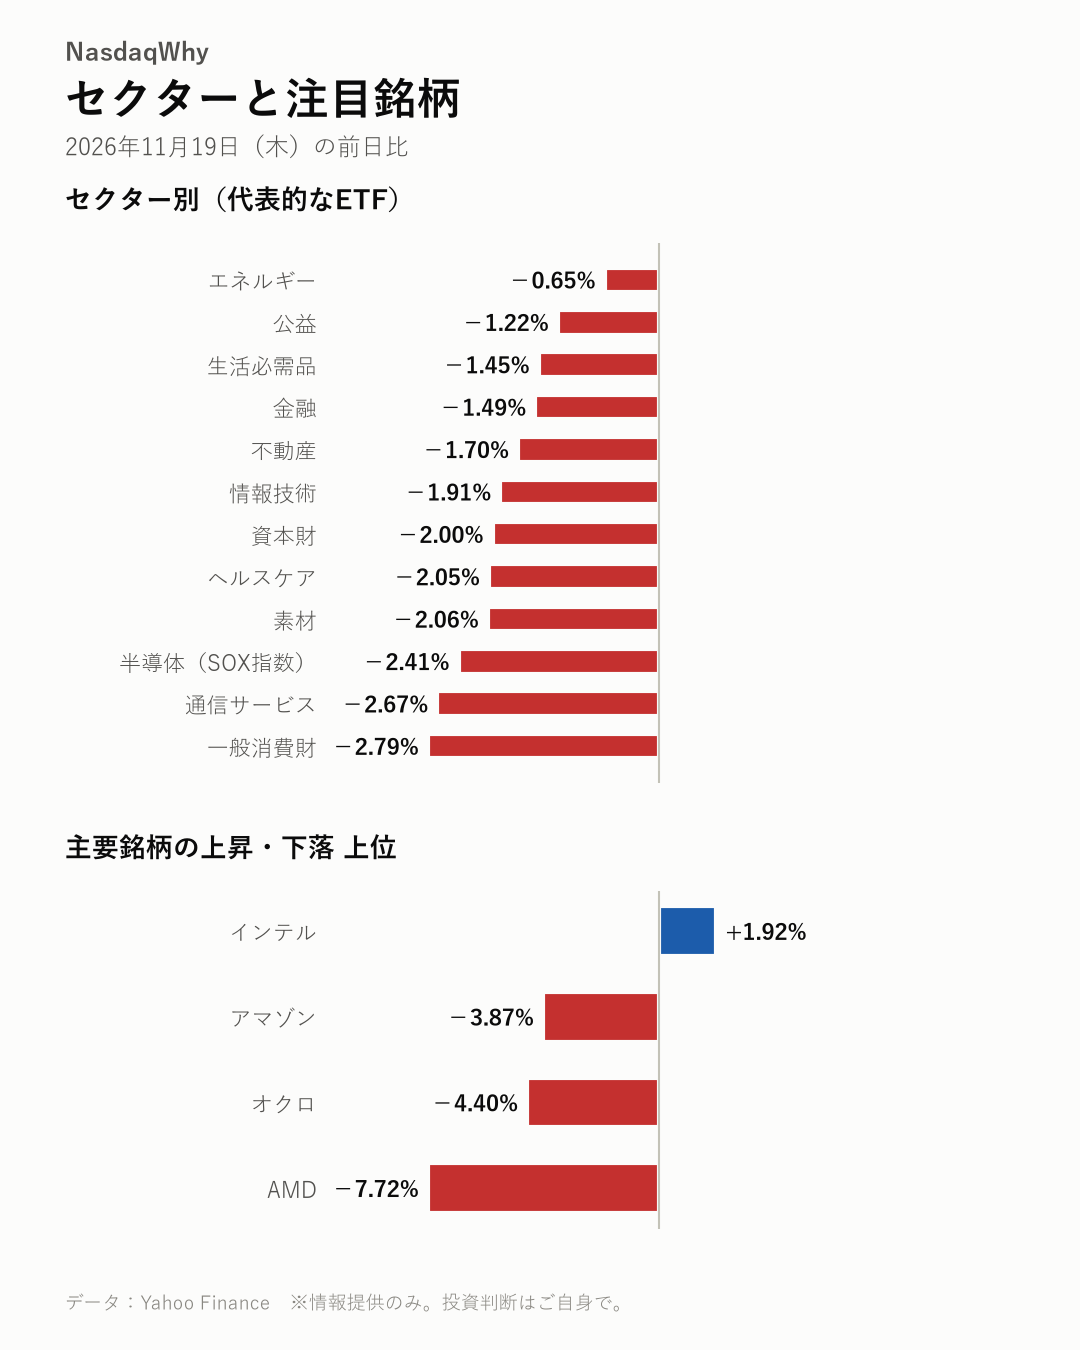 NasdaqWhy
セクターと注目銘柄
2026年11月19日（木）の前日比
セクター別（代表的なETF）
エネルギー −0.65%
公益 −1.22%
生活必需品 −1.45%
金融 −1.49%
不動産 −1.70%
情報技術 −1.91%
資本財 −2.00%
ヘルスケア −2.05%
素材 −2.06%
半導体（SOX指数） −2.41%
通信サービス −2.67%
一般消費財 −2.79%
主要銘柄の上昇・下落 上位
インテル +1.92%
アマゾン −3.87%
オクロ −4.40%
AMD −7.72%
データ：Yahoo Finance　※情報提供のみ。投資判断はご自身で。